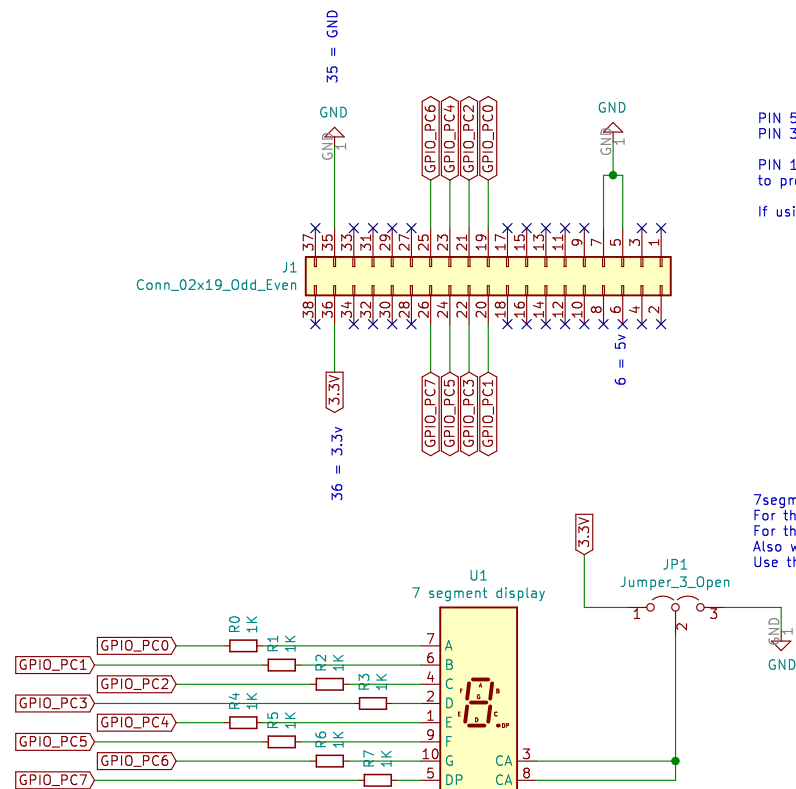 35 = GND
GND
GND
1
GND
GND
1
GPIO_PC6
GPIO_PC4
GPIO_PC2
GPIO_PC0
PIN 5
PIN 3
PIN 1
to pr
If usi
37
35
33
31
29
27
25
23
21
19
17
15
13
11
9
7
5
3
1
J1
Conn_02x19_Odd_Even
38
36
34
32
30
28
26
24
22
20
18
16
14
12
10
8
6
4
2
3.3V
GPIO_PC7
GPIO_PC5
GPIO_PC3
GPIO_PC1
6 = 5v
36 = 3.3v
7segm
For th
For th
Also w
Use th
3.3V
JP1
Jumper_3_Open
1
2
3
GND
1
GND
U1
7 segment display
GPIO_PC0
R0
1K
7
A
GPIO_PC1
R1
1K
6
B
GPIO_PC2
R2
1K
4
C
GPIO_PC3
R3
1K
2
D
GPIO_PC4
R4
1K
1
E
GPIO_PC5
R5
1K
9
F
GPIO_PC6
R6
1K
10
G
GPIO_PC7
R7
1K
5
DP
A
F
B
G
E
C
D
DP
CA
3
CA
8